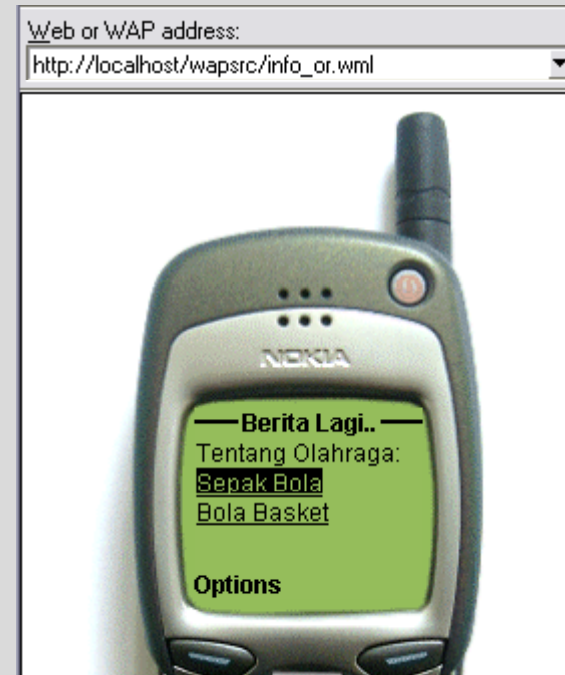 Web or WAP address:
http://localhost/wapsrc/info_or.wml
NOKIA
Berita Lagi..
Tentang Olahraga:
Sepak Bola
Bola Basket
Options